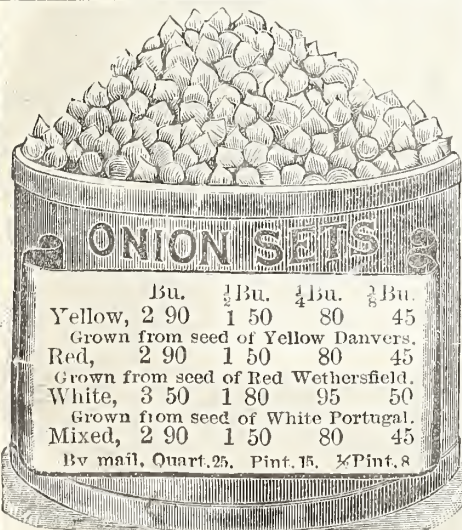 ONION SETS
Bu. ½Bu. ¼Bu. ⅛Bu.
Yellow, 2 90 1 50 80 45
Grown from seed of Yellow Danvers.
Red, 2 90 1 50 80 45
Grown from seed of Red Wethersfield.
White, 3 50 1 80 95 50
Grown from seed of White Portugal.
Mixed, 2 90 1 50 80 45
By mail, Quart.25. Pint.15. ½Pint.8